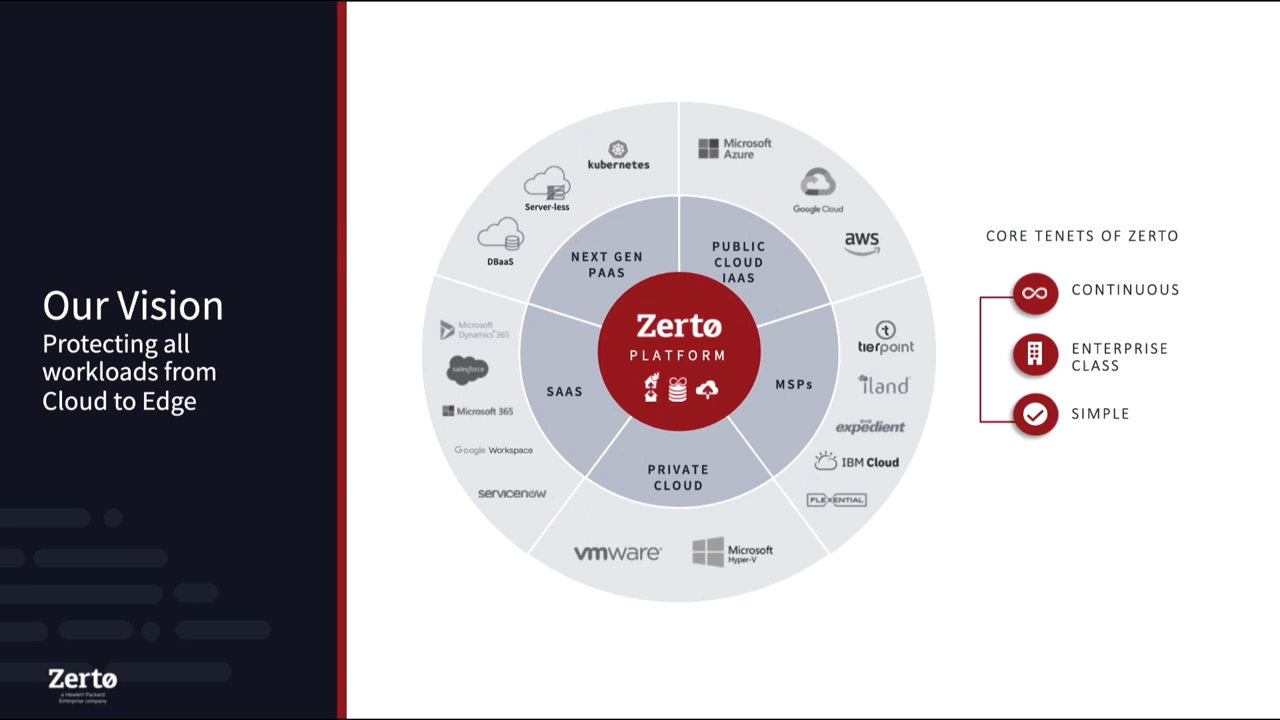 Our Vision
Protecting all
workloads from
Cloud to Edge
Zertø
a Hewlett Packard
Enterprise company
kubernetes
Server-less
DBaaS
NEXT GEN
PAAS
Microsoft
Azure
Google Cloud
aws
PUBLIC
CLOUD
IAAS
Zertø
PLATFORM
Microsoft
Dynamics 365
salesforce
Microsoft 365
Google Workspace
servicenow
SAAS
MSPs
tierpoint
iland
expedient
IBM Cloud
FLEXENTIAL
PRIVATE
CLOUD
vmware
Microsoft
Hyper-V
CORE TENETS OF ZERTO
CONTINUOUS
ENTERPRISE
CLASS
SIMPLE